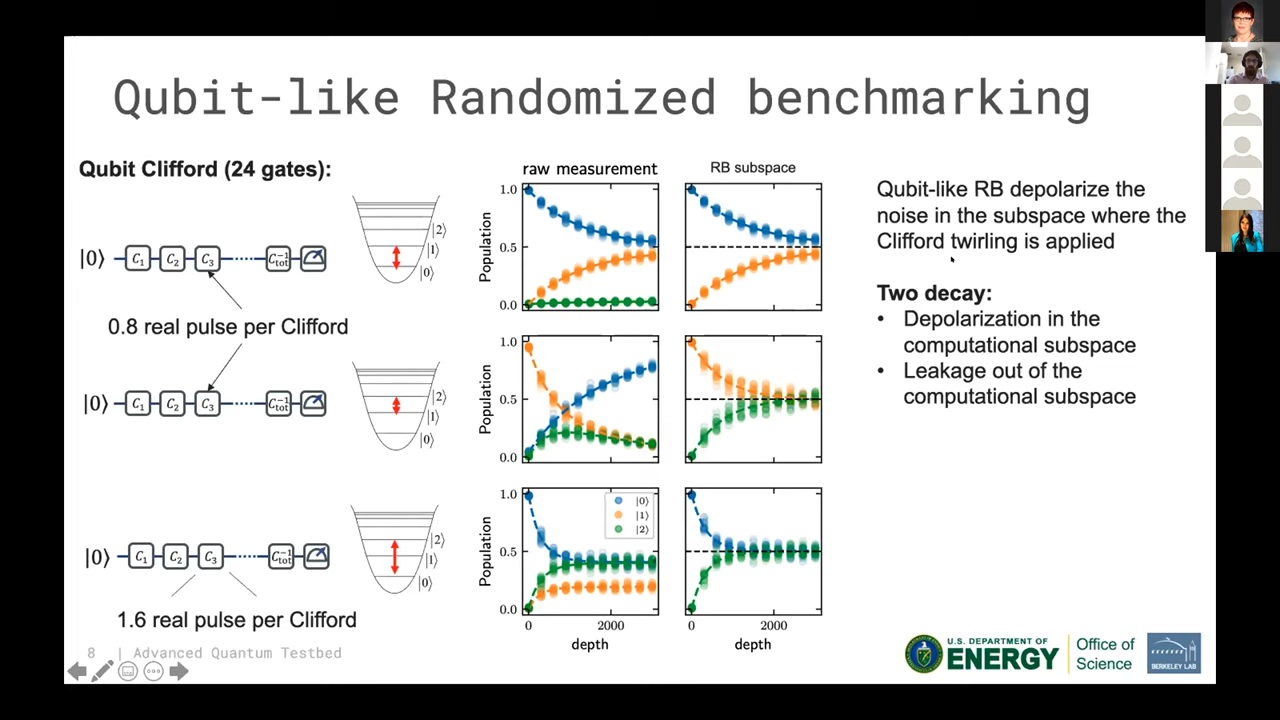 Qubit-like Randomized benchmarking
Qubit Clifford (24 gates):
|0⟩ C₁ C₂ C₃ C⁻¹tot
|2⟩
|1⟩
|0⟩
0.8 real pulse per Clifford
|0⟩ C₁ C₂ C₃ C⁻¹tot
|2⟩
|1⟩
|0⟩
|0⟩ C₁ C₂ C₃ C⁻¹tot
|2⟩
|1⟩
|0⟩
1.6 real pulse per Clifford
raw measurement
RB subspace
1.0
0.5
0.0
Population
1.0
0.5
0.0
Population
1.0
0.5
0.0
Population
|0⟩
|1⟩
|2⟩
0 2000
depth
0 2000
depth
Qubit-like RB depolarize the
noise in the subspace where the
Clifford twirling is applied
Two decay:
• Depolarization in the
computational subspace
• Leakage out of the
computational subspace
8 | Advanced Quantum Testbed
U.S. DEPARTMENT OF
ENERGY
Office of
Science
BERKELEY LAB